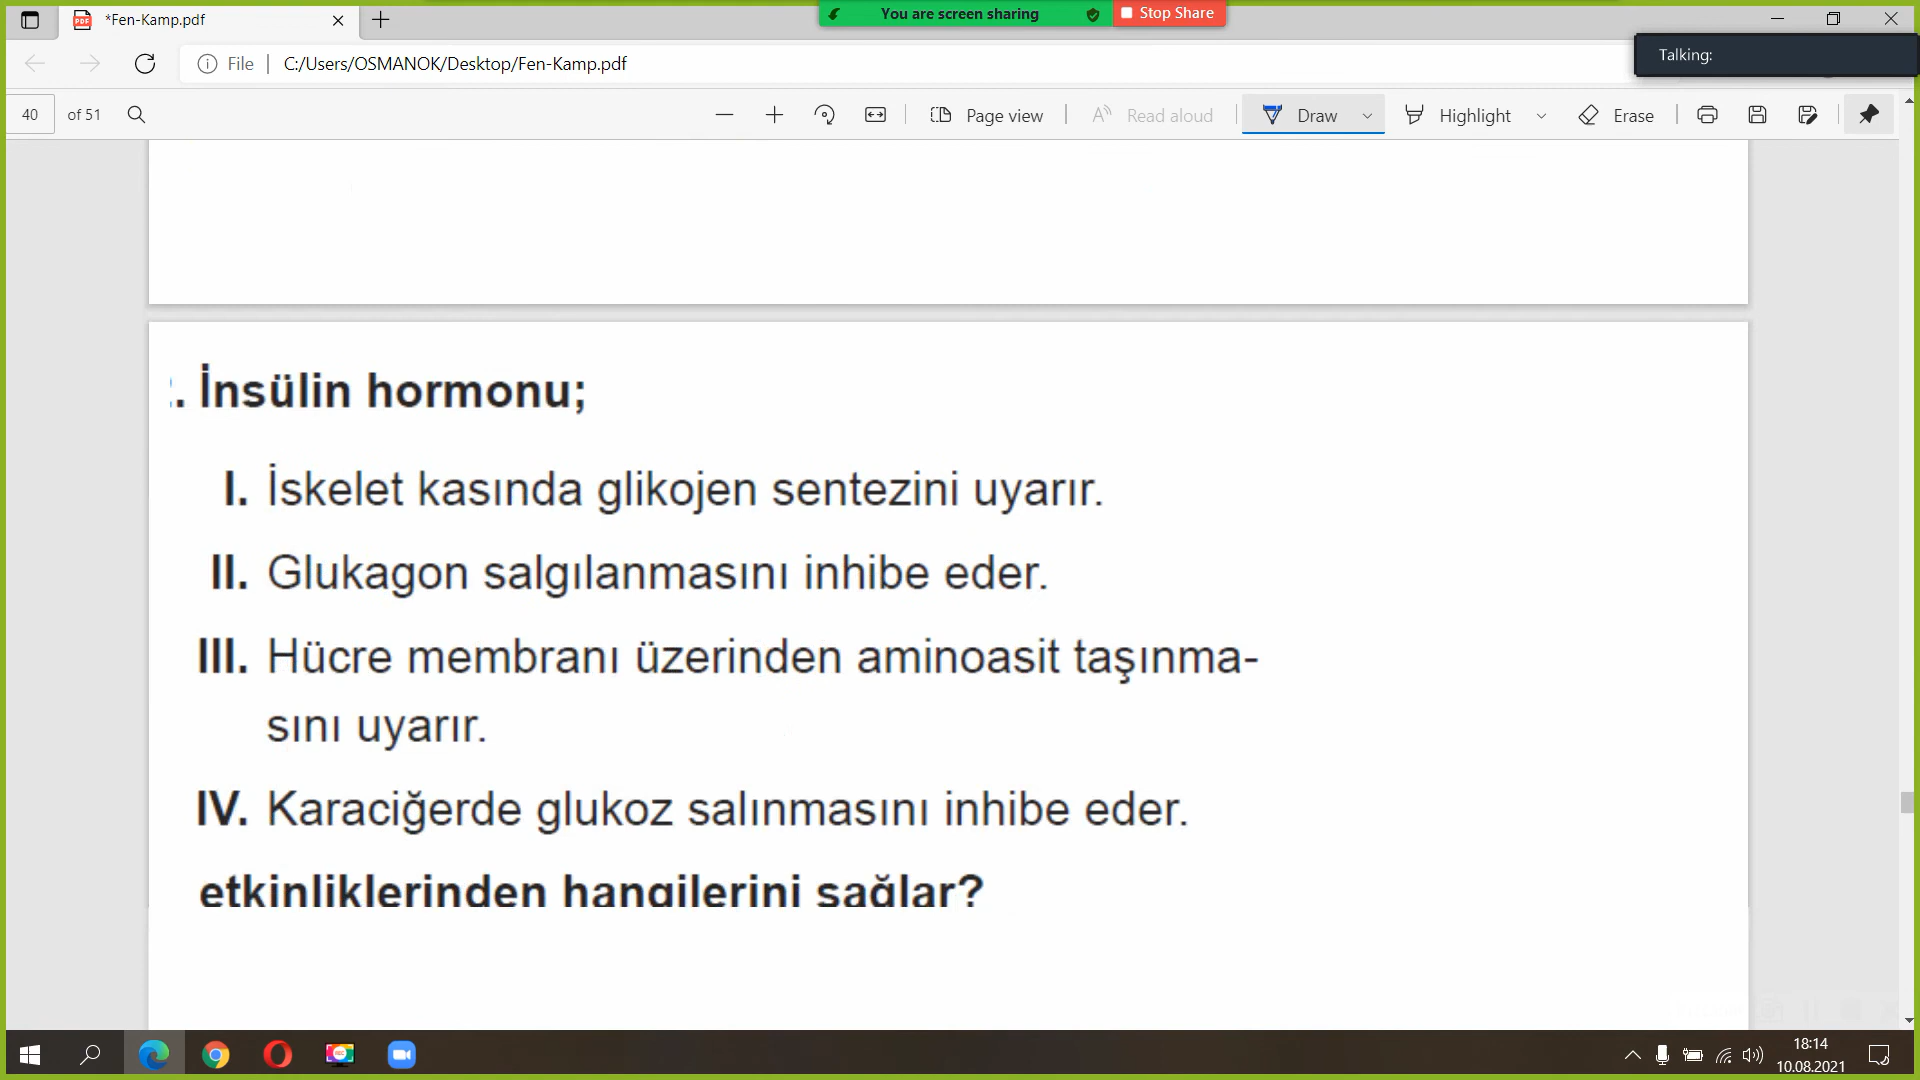 *Fen-Kamp.pdf
You are screen sharing
Stop Share
Talking:
File
C:/Users/OSMANOK/Desktop/Fen-Kamp.pdf
40 of 51
Page view
Read aloud
Draw
Highlight
Erase
. İnsülin hormonu;
I. İskelet kasında glikojen sentezini uyarır.
II. Glukagon salgılanmasını inhibe eder.
III. Hücre membranı üzerinden aminoasit taşınma-
sını uyarır.
IV. Karaciğerde glukoz salınmasını inhibe eder.
etkinliklerinden hangilerini sağlar?
18:14
10.08.2021